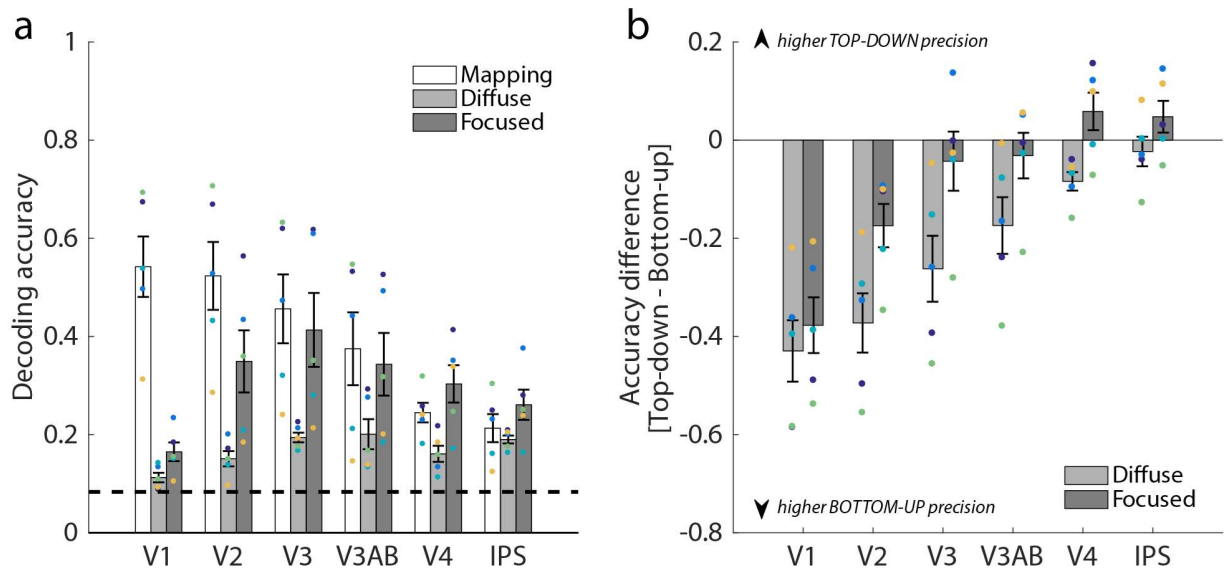 a
Decoding accuracy
1
0.8
0.6
0.4
0.2
0
Mapping
Diffuse
Focused
V1 V2 V3 V3AB V4 IPS
b
Accuracy difference
[Top-down - Bottom-up]
0.2
0
-0.2
-0.4
-0.6
-0.8
higher TOP-DOWN precision
higher BOTTOM-UP precision
Diffuse
Focused
V1 V2 V3 V3AB V4 IPS